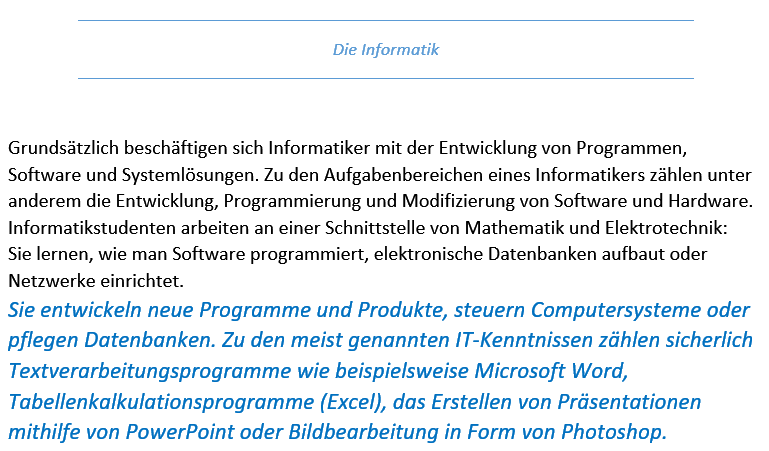 Die Informatik
Grundsätzlich beschäftigen sich Informatiker mit der Entwicklung von Programmen,
Software und Systemlösungen. Zu den Aufgabenbereichen eines Informatikers zählen unter
anderem die Entwicklung, Programmierung und Modifizierung von Software und Hardware.
Informatikstudenten arbeiten an einer Schnittstelle von Mathematik und Elektrotechnik:
Sie lernen, wie man Software programmiert, elektronische Datenbanken aufbaut oder
Netzwerke einrichtet.
Sie entwickeln neue Programme und Produkte, steuern Computersysteme oder
pflegen Datenbanken. Zu den meist genannten IT-Kenntnissen zählen sicherlich
Textverarbeitungsprogramme wie beispielsweise Microsoft Word,
Tabellenkalkulationsprogramme (Excel), das Erstellen von Präsentationen
mithilfe von PowerPoint oder Bildbearbeitung in Form von Photoshop.